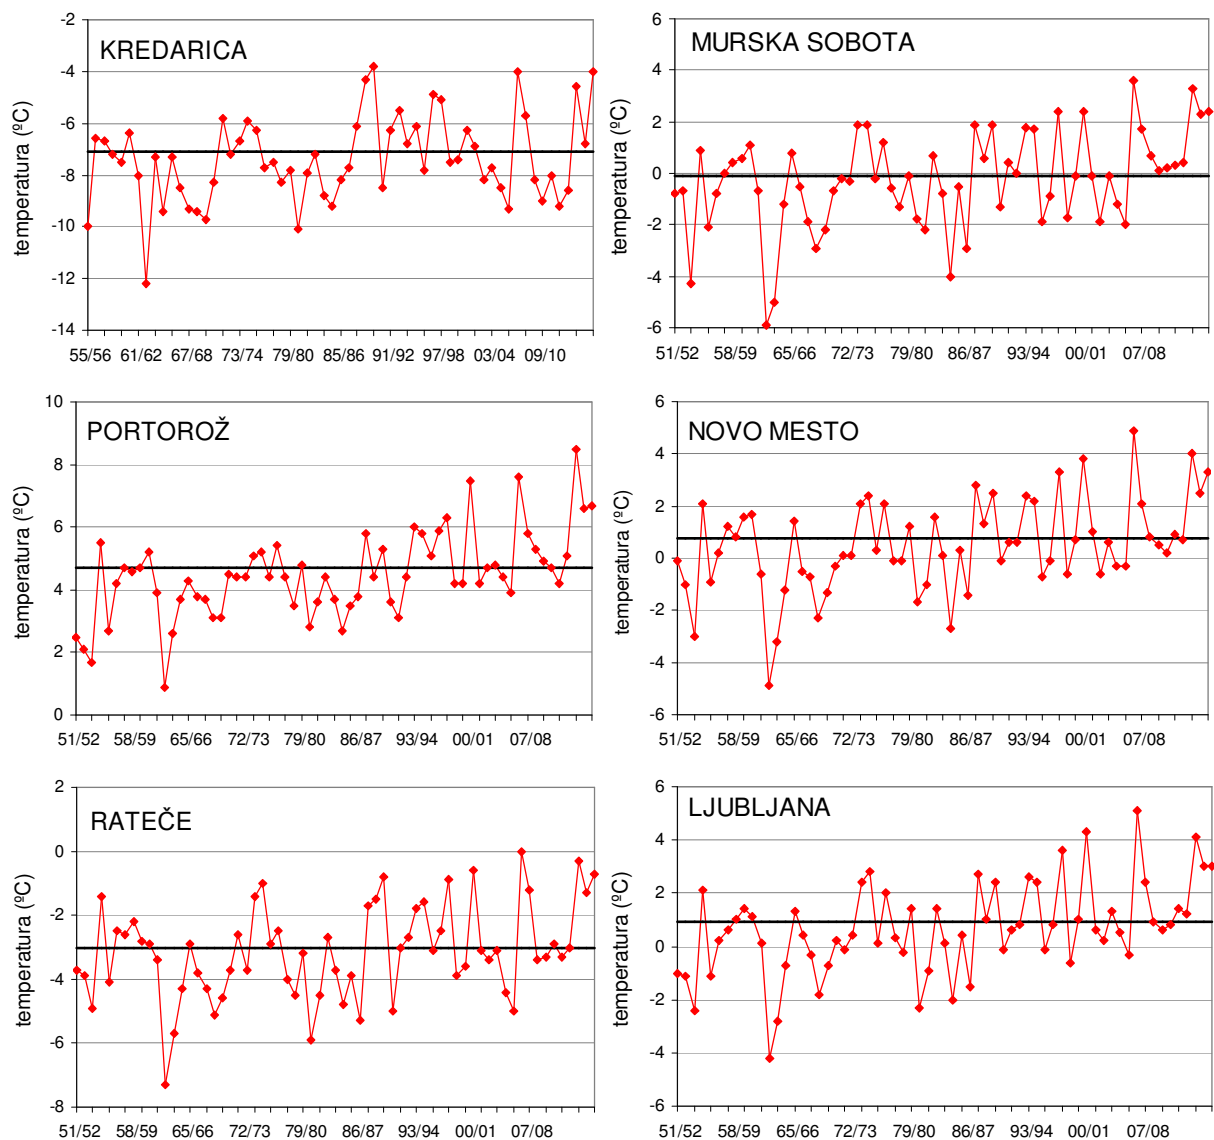 KREDARICA
temperatura (ºC)
-2
-4
-6
-8
-10
-12
-14
55/56 61/62 67/68 73/74 79/80 85/86 91/92 97/98 03/04 09/10
MURSKA SOBOTA
temperatura (ºC)
6
4
2
0
-2
-4
-6
51/52 58/59 65/66 72/73 79/80 86/87 93/94 00/01 07/08
PORTOROŽ
temperatura (ºC)
10
8
6
4
2
0
51/52 58/59 65/66 72/73 79/80 86/87 93/94 00/01 07/08
NOVO MESTO
temperatura (ºC)
6
4
2
0
-2
-4
-6
51/52 58/59 65/66 72/73 79/80 86/87 93/94 00/01 07/08
RATEČE
temperatura (ºC)
2
0
-2
-4
-6
-8
51/52 58/59 65/66 72/73 79/80 86/87 93/94 00/01 07/08
LJUBLJANA
temperatura (ºC)
6
4
2
0
-2
-4
-6
51/52 58/59 65/66 72/73 79/80 86/87 93/94 00/01 07/08